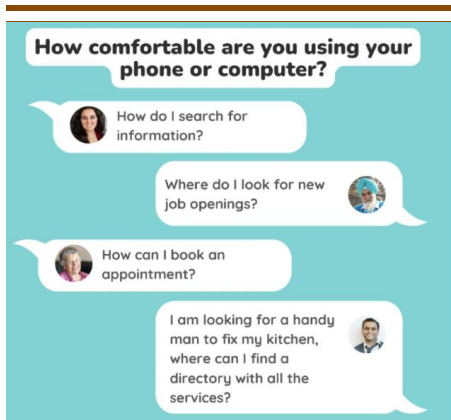 How comfortable are you using your
phone or computer?
How do I search for
information?
Where do I look for new
job openings?
How can I book an
appointment?
I am looking for a handy
man to fix my kitchen,
where can I find a
directory with all the
services?